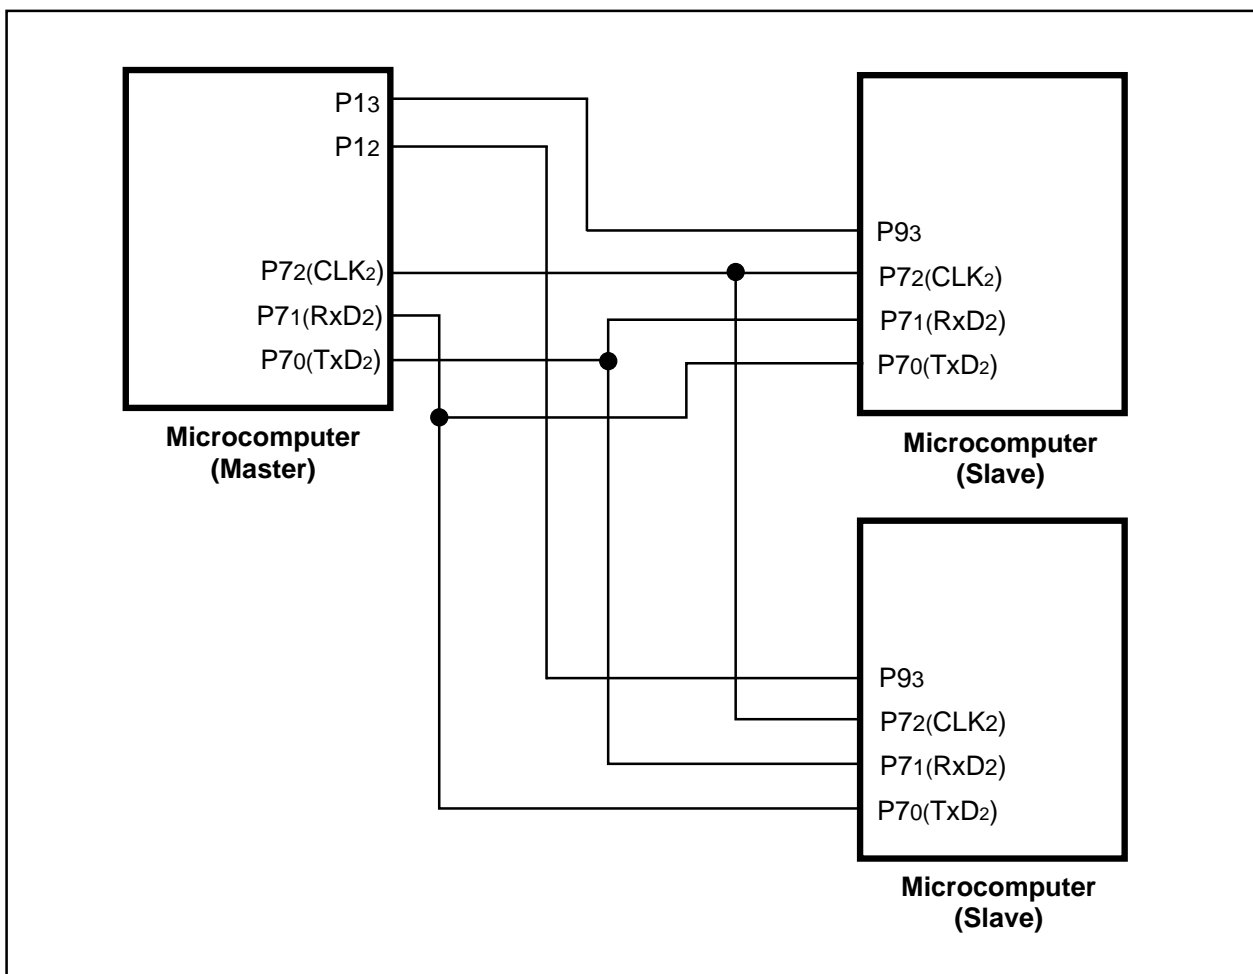 P13
P12
P72(CLK2)
P71(RxD2)
P70(TxD2)
Microcomputer
(Master)
P93
P72(CLK2)
P71(RxD2)
P70(TxD2)
Microcomputer
(Slave)
P93
P72(CLK2)
P71(RxD2)
P70(TxD2)
Microcomputer
(Slave)